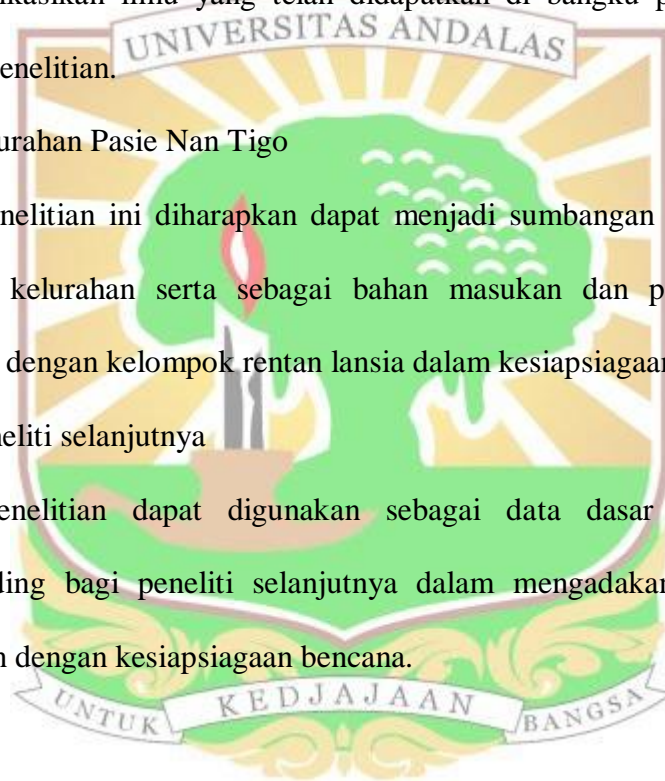 ikasikan ilmu yang telah didapatkan di bangku p
UNIVERSITAS ANDALAS
enelitian.
urahan Pasie Nan Tigo
nelitian ini diharapkan dapat menjadi sumbangan
kelurahan serta sebagai bahan masukan dan p
dengan kelompok rentan lansia dalam kesiapsiagaan
neliti selanjutnya
enelitian dapat digunakan sebagai data dasar
ding bagi peneliti selanjutnya dalam mengadakan
n dengan kesiapsiagaan bencana.
UNTUK KEDJAJAAN BANGSA